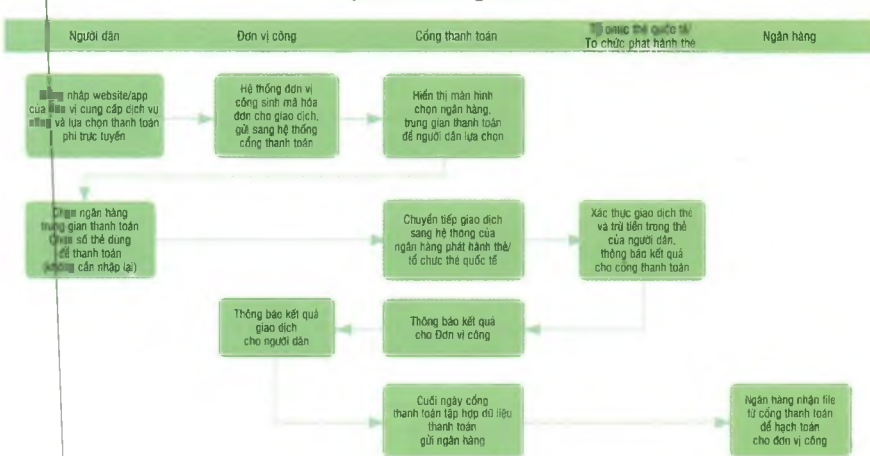 Người dân
Đơn vị công
Cổng thanh toán
quốc tế/
Tổ chức phát hành thẻ
Ngân hàng
nhập website/app
của vị cung cấp dịch vụ
và lựa chọn thanh toán
phí trực tuyến
Hệ thống đơn vị
công sinh mã hóa
đơn cho giao dịch,
gửi sang hệ thống
cổng thanh toán
Hiển thị màn hình
chọn ngân hàng,
trung gian thanh toán
để người dân lựa chọn
ngân hàng
trung gian thanh toán
số thẻ dùng
để thanh toán
cần nhập lại)
Chuyển tiếp giao dịch
sang hệ thống của
ngân hàng phát hành thẻ/
tổ chức thẻ quốc tế
Xác thực giao dịch thẻ
và trừ tiền trong thẻ
của người dân,
thông báo kết quả
cho cổng thanh toán
Thông báo kết quả
giao dịch
cho người dân
Thông báo kết quả
cho Đơn vị công
Cuối ngày cổng
thanh toán tập hợp dữ liệu
thanh toán
gửi ngân hàng
Ngân hàng nhận file
từ cổng thanh toán
để hạch toán
cho đơn vị công